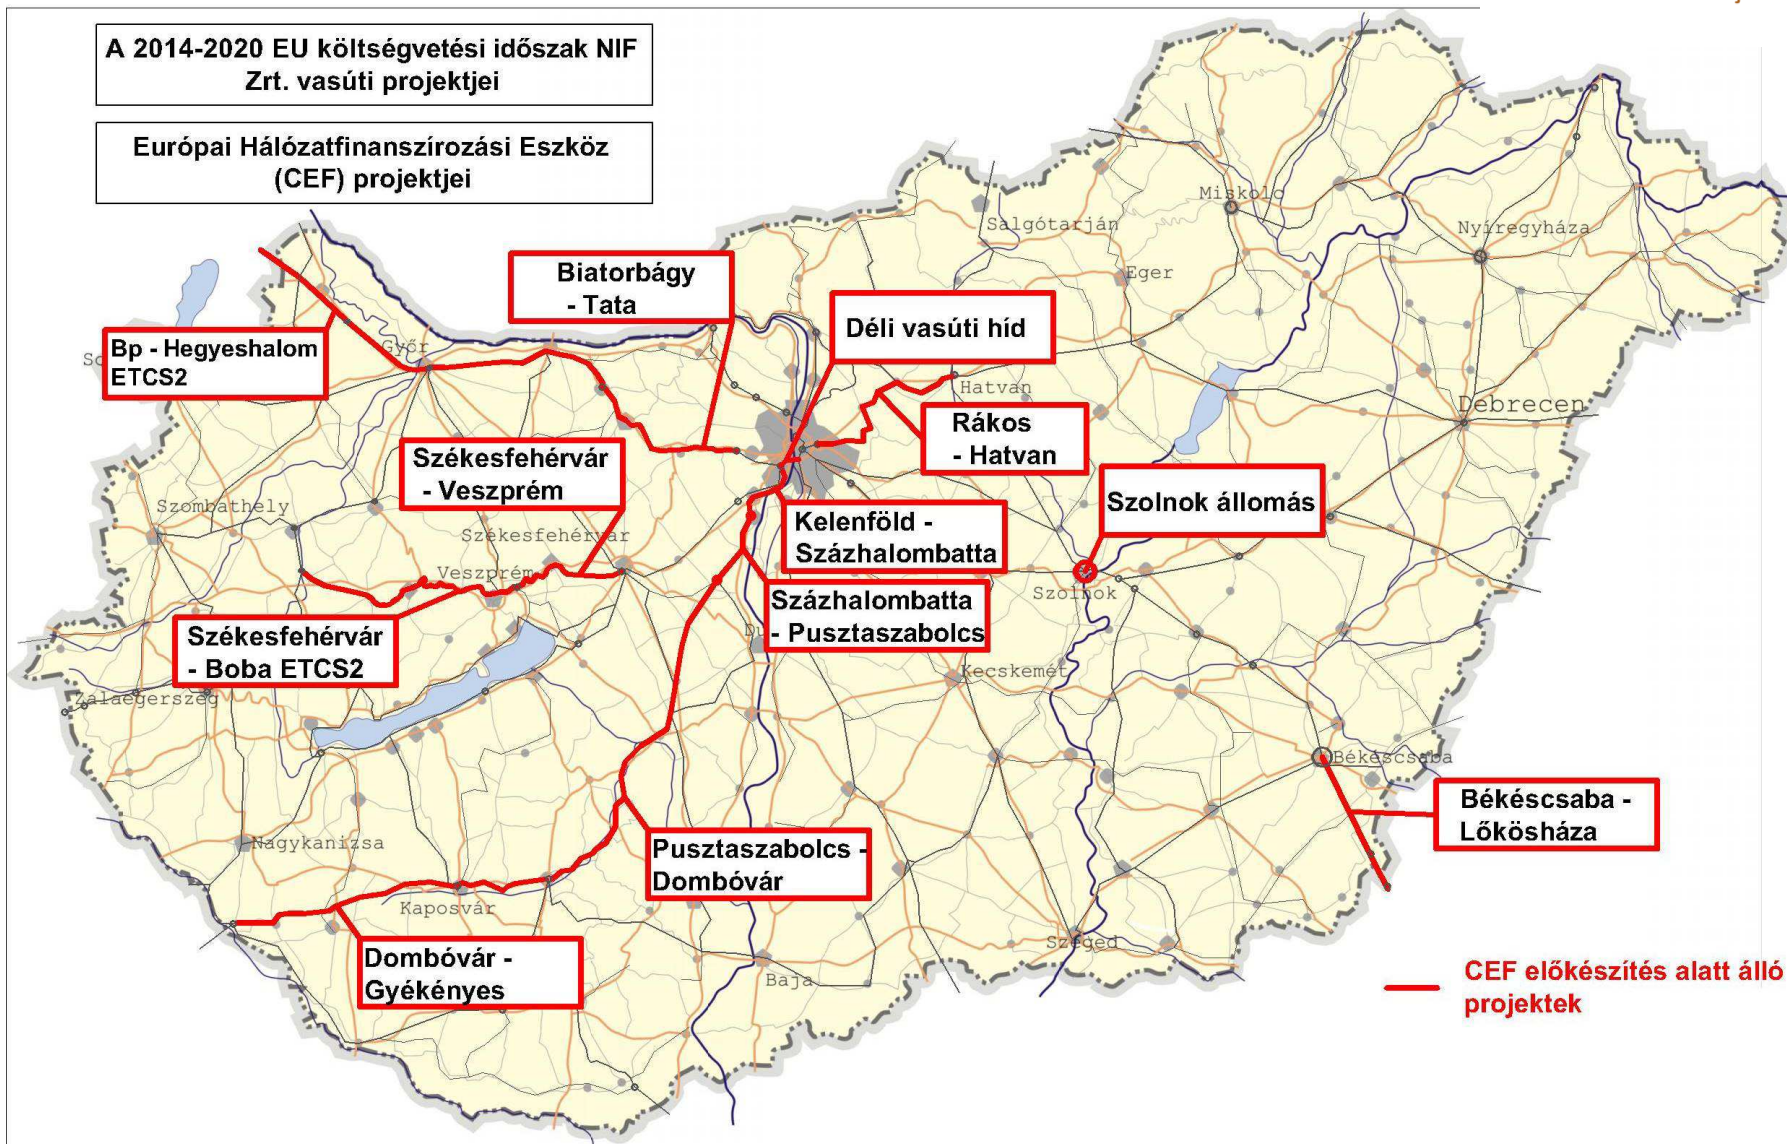 A 2014-2020 EU költségvetési időszak NIF
Zrt. vasúti projektjei
Európai Hálózatfinanszírozási Eszköz
(CEF) projektjei
Miskolc
Salgótarján
Nyíregyháza
Eger
Biatorbágy
- Tata
Déli vasúti híd
Bp - Hegyeshalom
ETCS2
Győr
Hatvan
Debrecen
Rákos
- Hatvan
Székesfehérvár
- Veszprém
Szolnok állomás
Szombathely
Kelenföld -
Százhalombatta
Székesfehérvár
Veszprém
Szolnok
Százhalombatta
- Pusztaszabolcs
Székesfehérvár
- Boba ETCS2
Kecskemét
Zalaegerszeg
Békéscsaba
Békéscsaba -
Lőkösháza
Nagykanizsa
Pusztaszabolcs -
Dombóvár
Kaposvár
Szeged
Dombóvár -
Gyékényes
Baja
CEF előkészítés alatt álló
projektek